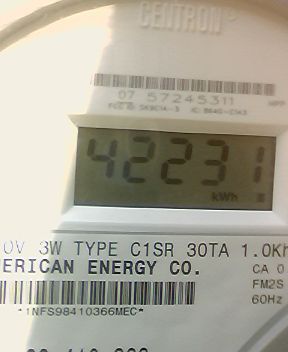 CENTRON
07 57245311
42231
kWh
0V 3W TYPE C1SR 30TA 1.0Kh
ERICAN ENERGY CO.
CA 0
FM2S
60Hz
*1NFS98410366MEC*